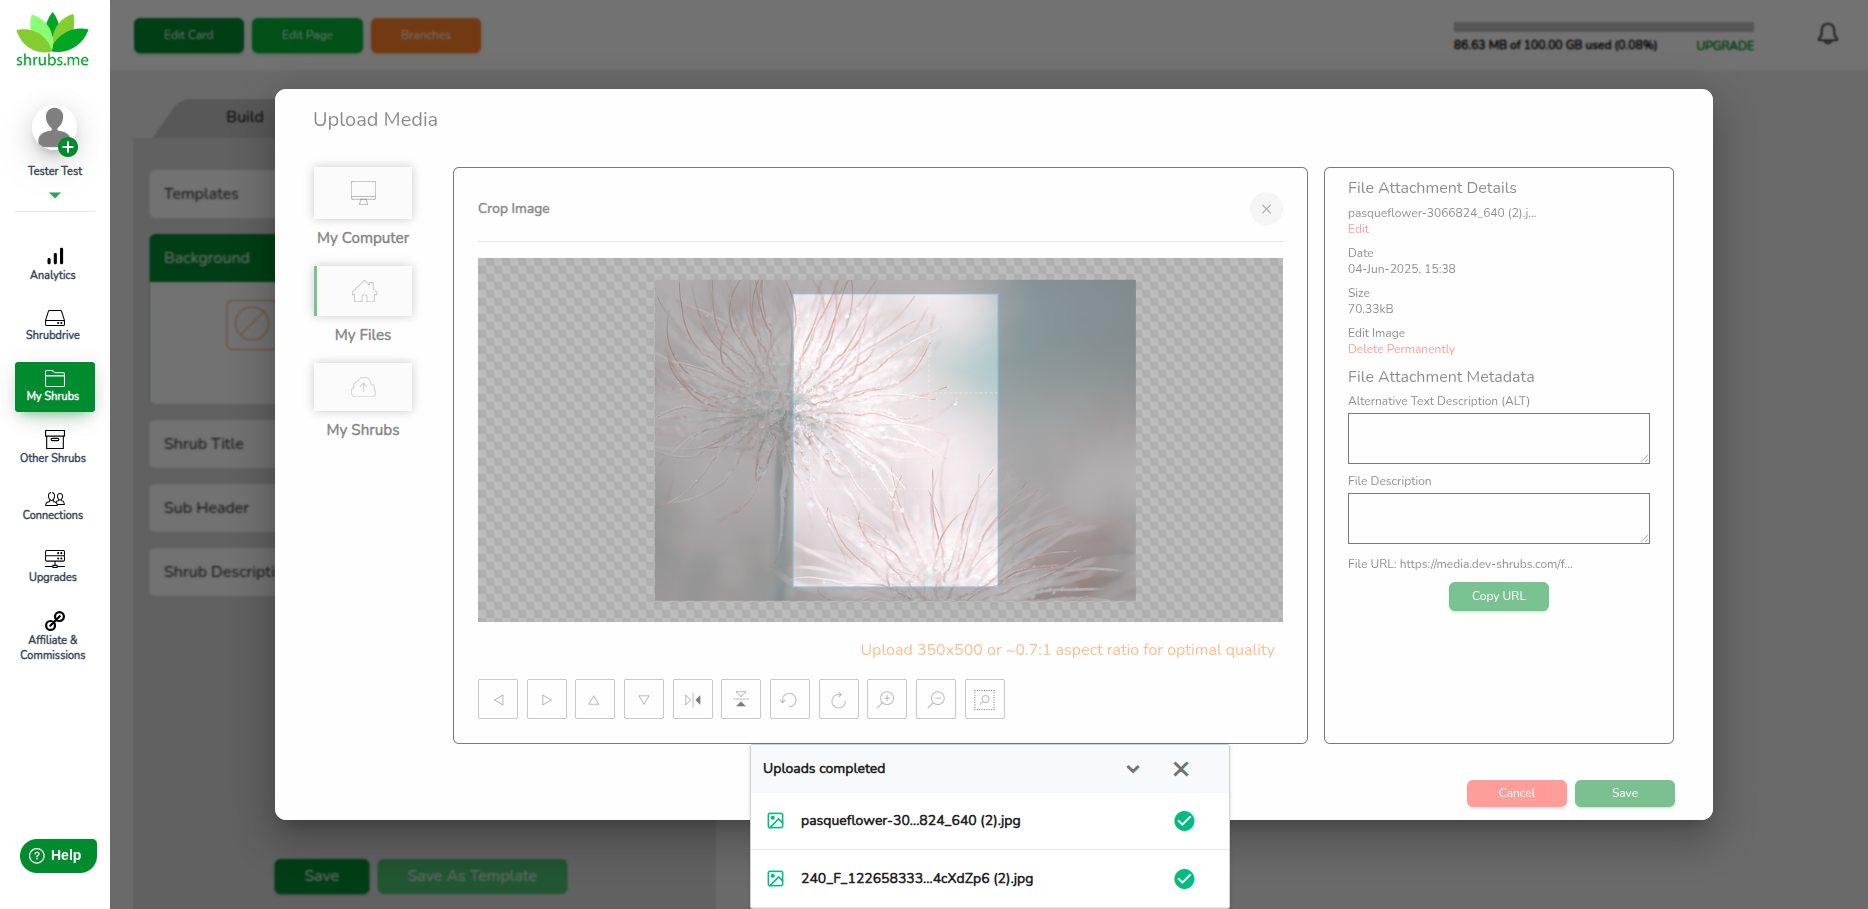 shrubs.me
Tester Test
Analytics
Shrubdrive
My Shrubs
Other Shrubs
Connections
Upgrades
Affiliate &
Commissions
Help
Edit Card
Edit Page
Branches
86.63 MB of 100.00 GB used (0.08%)
UPGRADE
Build
Templates
Background
Shrub Title
Sub Header
Shrub Descripti
Save
Save As Template
Upload Media
My Computer
My Files
My Shrubs
Crop Image
Upload 350x500 or ~0.7:1 aspect ratio for optimal quality
File Attachment Details
pasqueflower-3066824_640 (2).j...
Edit
Date
04-Jun-2025, 15:38
Size
70.33kB
Edit Image
Delete Permanently
File Attachment Metadata
Alternative Text Description (ALT)
File Description
File URL: https://media.dev-shrubs.com/f...
Copy URL
Cancel
Save
Uploads completed
pasqueflower-30...824_640 (2).jpg
240_F_122658333...4cXdZp6 (2).jpg